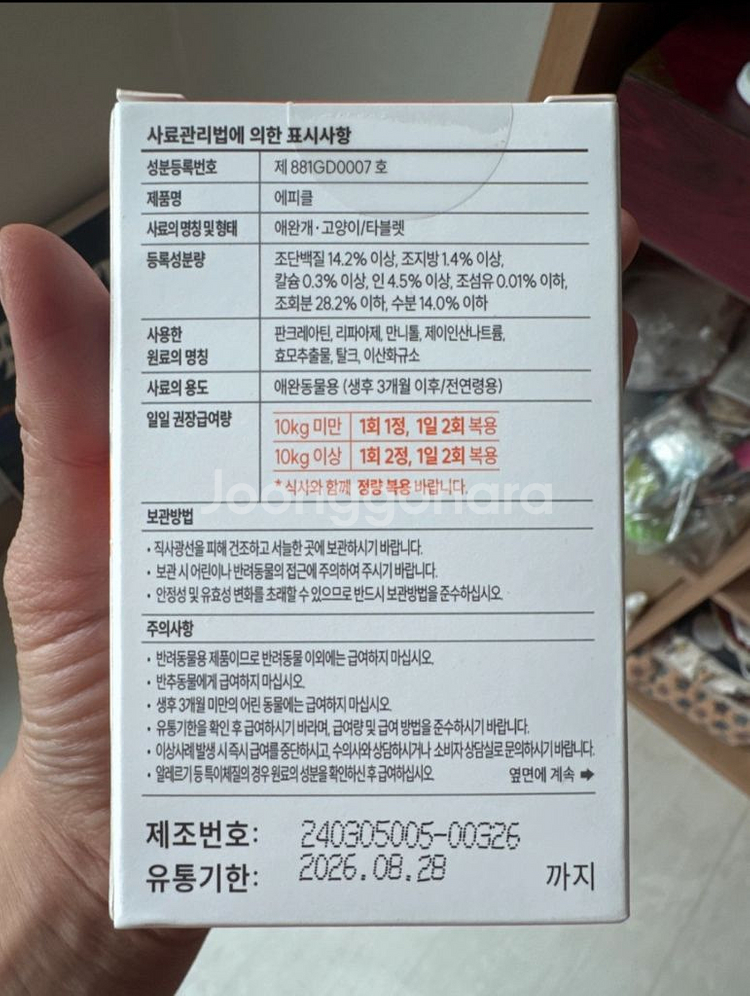 사료관리법에 의한 표시사항
성분등록번호 제 881GD0007 호
제품명 에피클
사료의 명칭 및 형태 애완개·고양이/타블렛
등록성분량 조단백질 14.2% 이상, 조지방 1.4% 이상,
칼슘 0.3% 이상, 인 4.5% 이상, 조섬유 0.01% 이하,
조회분 28.2% 이하, 수분 14.0% 이하
사용한 원료의 명칭 판크레아틴, 리파아제, 만니톨, 제이인산나트륨,
효모추출물, 탈크, 이산화규소
사료의 용도 애완동물용 (생후 3개월 이후/전연령용)
일일 권장급여량 10kg 미만 1회 1정, 1일 2회 복용
10kg 이상 1회 2정, 1일 2회 복용
* 식사와 함께 정량 복용 바랍니다.
Joonggonara
보관방법
· 직사광선을 피해 건조하고 서늘한 곳에 보관하시기 바랍니다.
· 보관 시 어린이나 반려동물의 접근에 주의하여 주시기 바랍니다.
· 안정성 및 유효성 변화를 초래할 수 있으므로 반드시 보관방법을 준수하십시오.
주의사항
· 반려동물용 제품이므로 반려동물 이외에는 급여하지 마십시오.
· 반추동물에게 급여하지 마십시오.
· 생후 3개월 미만의 어린 동물에는 급여하지 마십시오.
· 유통기한을 확인 후 급여하시기 바라며, 급여량 및 급여 방법을 준수하시기 바랍니다.
· 이상사례 발생 시 즉시 급여를 중단하시고, 수의사와 상담하시거나 소비자 상담실로 문의하시기 바랍니다.
· 알레르기 등 특이체질의 경우 원료의 성분을 확인하신 후 급여하십시오.
옆면에 계속 ➡
제조번호: 240305005-00326
유통기한: 2026.08.28 까지